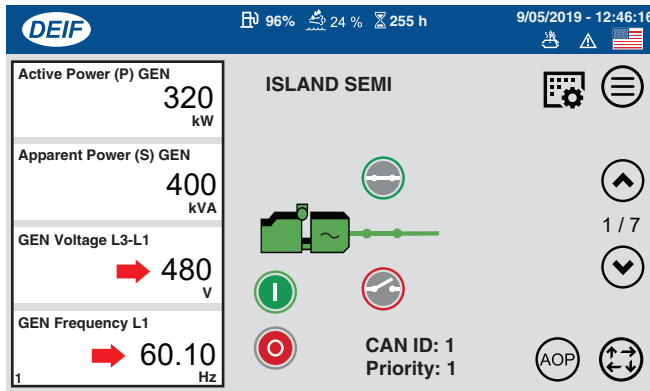 DEIF
96% 24 % 255 h
9/05/2019 - 12:46:16
Active Power (P) GEN
320
kW
Apparent Power (S) GEN
400
kVA
GEN Voltage L3-L1
480
V
GEN Frequency L1
60.10
1 Hz
ISLAND SEMI
CAN ID: 1
Priority: 1
1 / 7
AOP